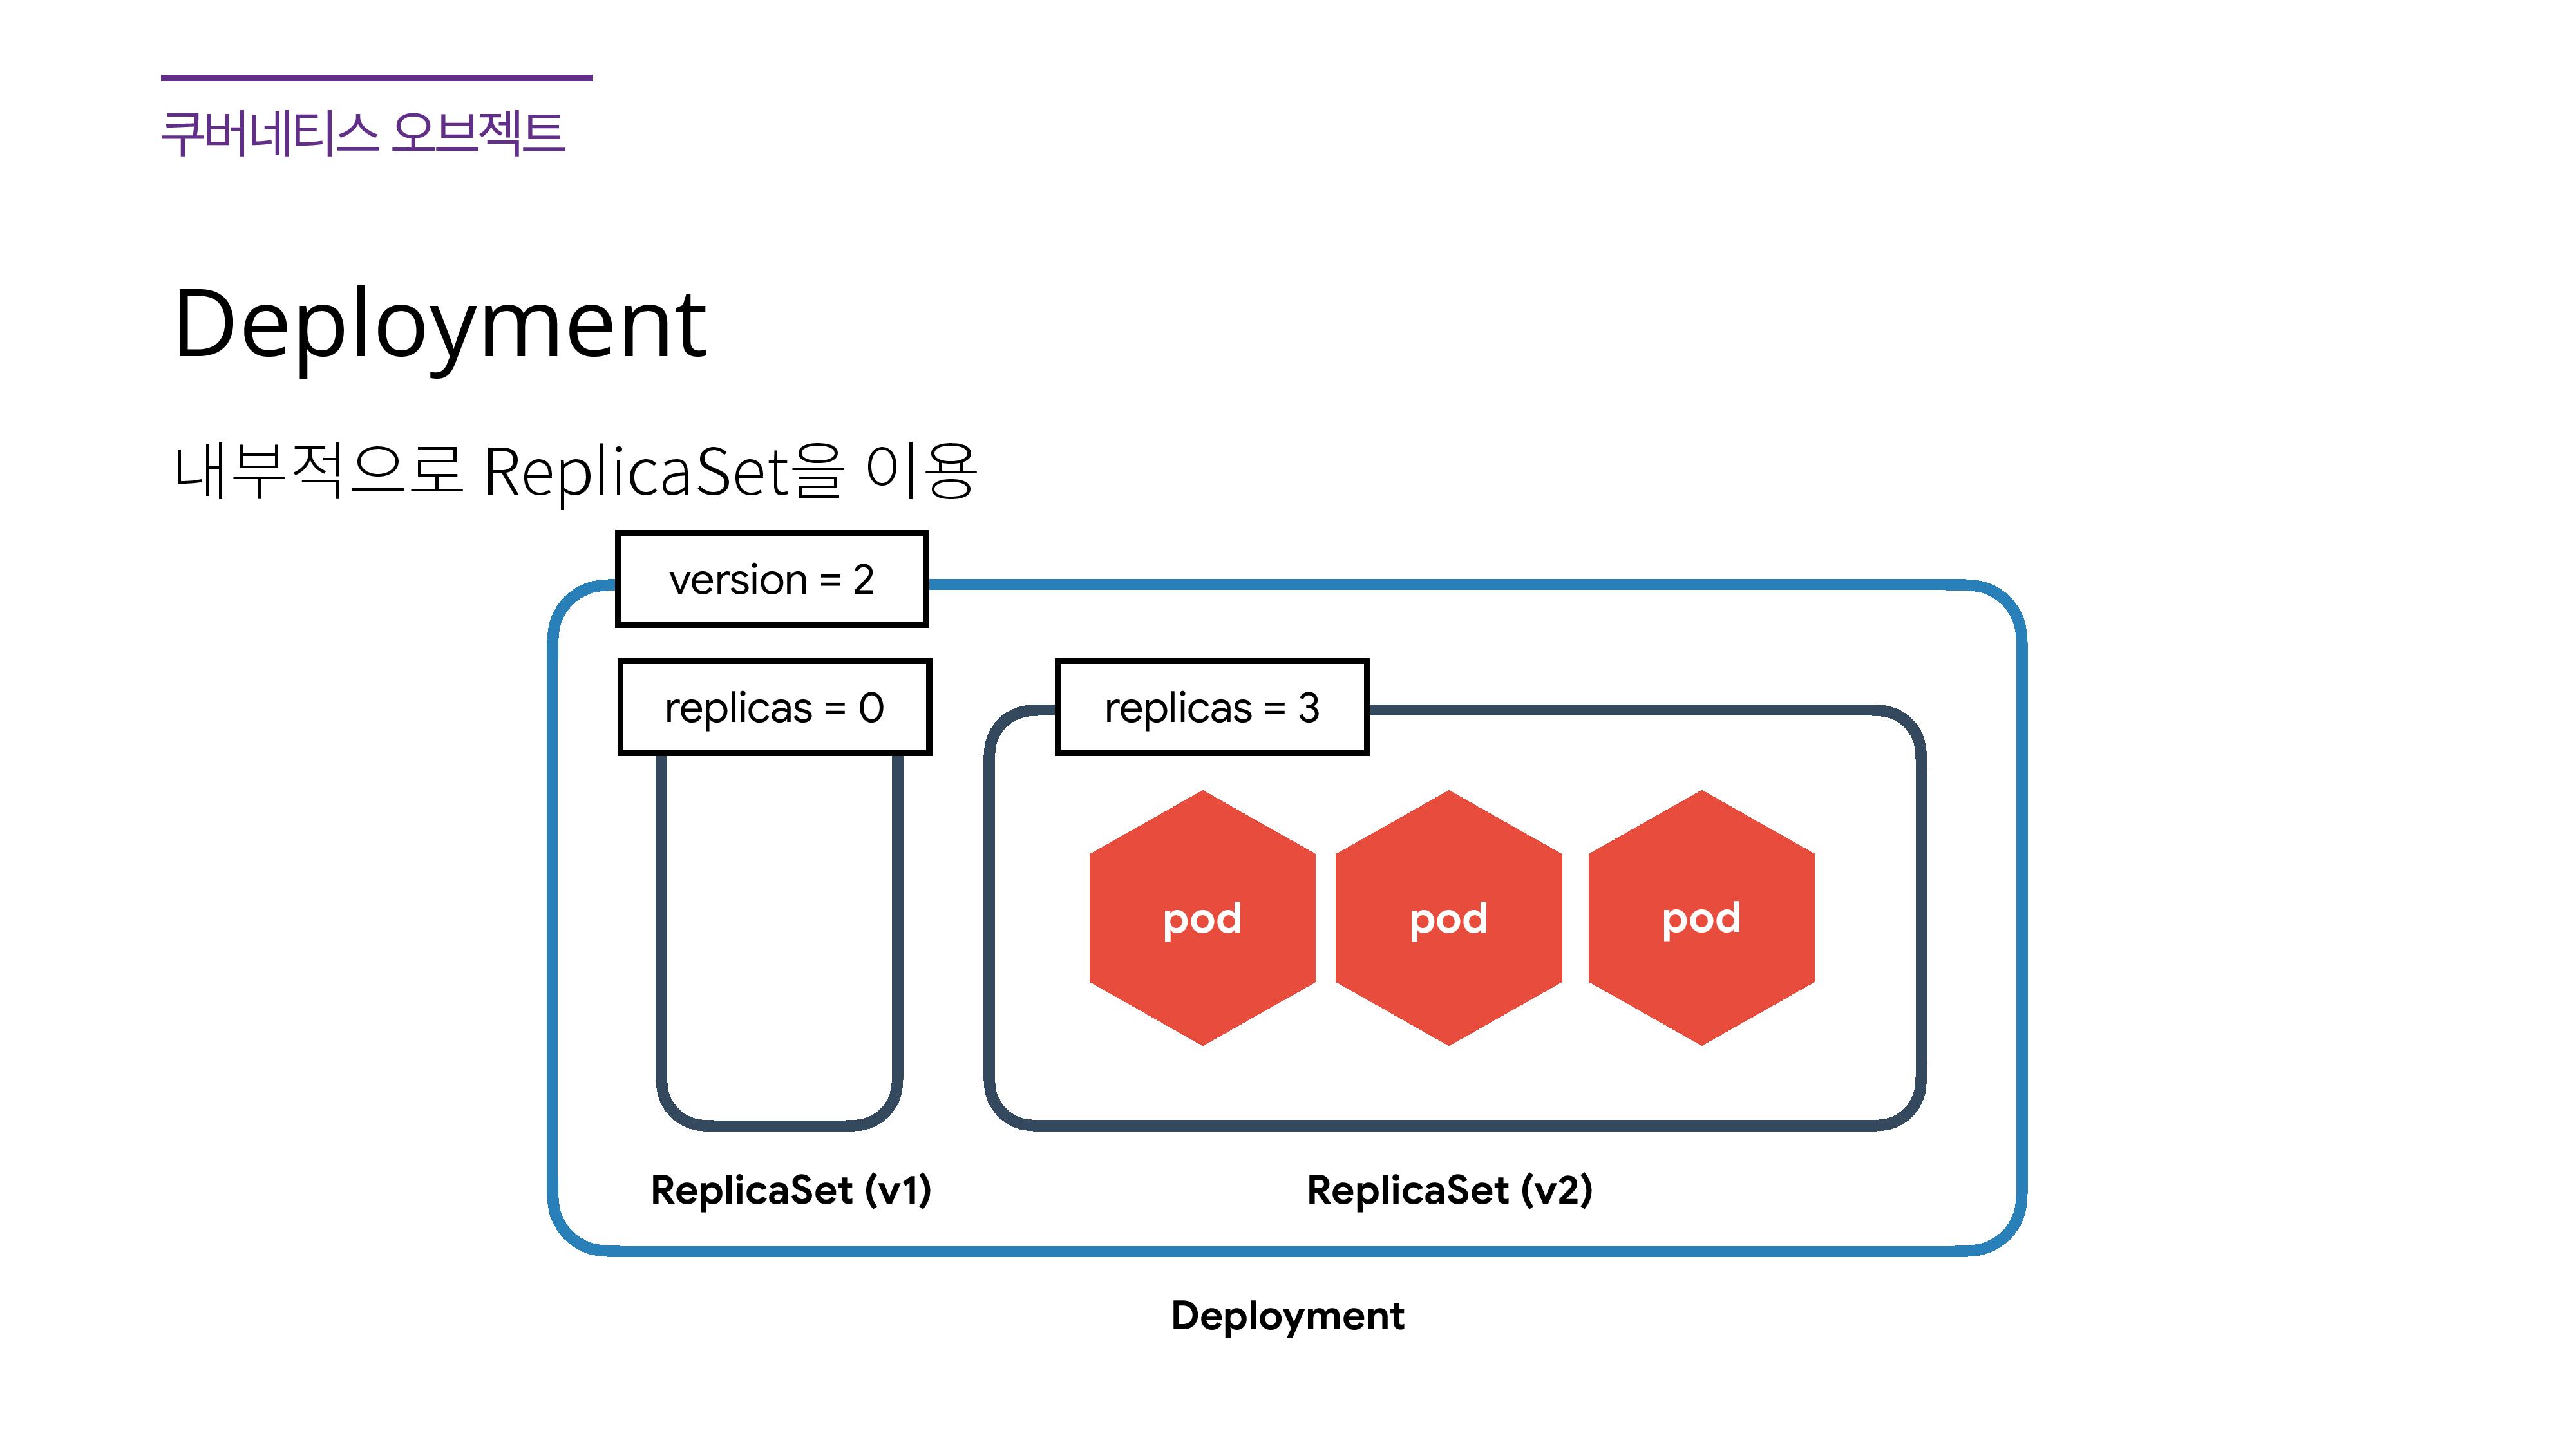 쿠버네티스 오브젝트
Deployment
내부적으로 ReplicaSet을 이용
version = 2
replicas = 0
replicas = 3
pod
pod
pod
ReplicaSet (v1)
ReplicaSet (v2)
Deployment